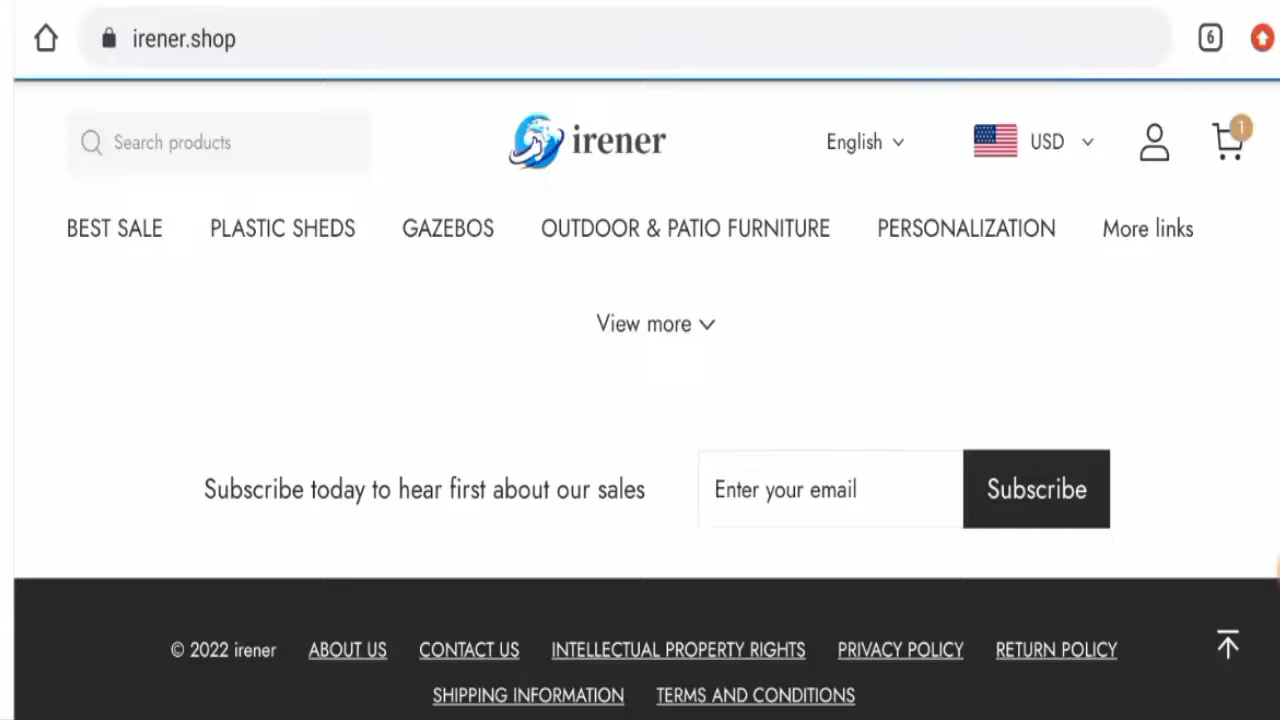 irener.shop 6
Search products irener English USD 1
BEST SALE PLASTIC SHEDS GAZEBOS OUTDOOR & PATIO FURNITURE PERSONALIZATION More links
View more
Subscribe today to hear first about our sales Enter your email Subscribe
© 2022 irener ABOUT US CONTACT US INTELLECTUAL PROPERTY RIGHTS PRIVACY POLICY RETURN POLICY
SHIPPING INFORMATION TERMS AND CONDITIONS